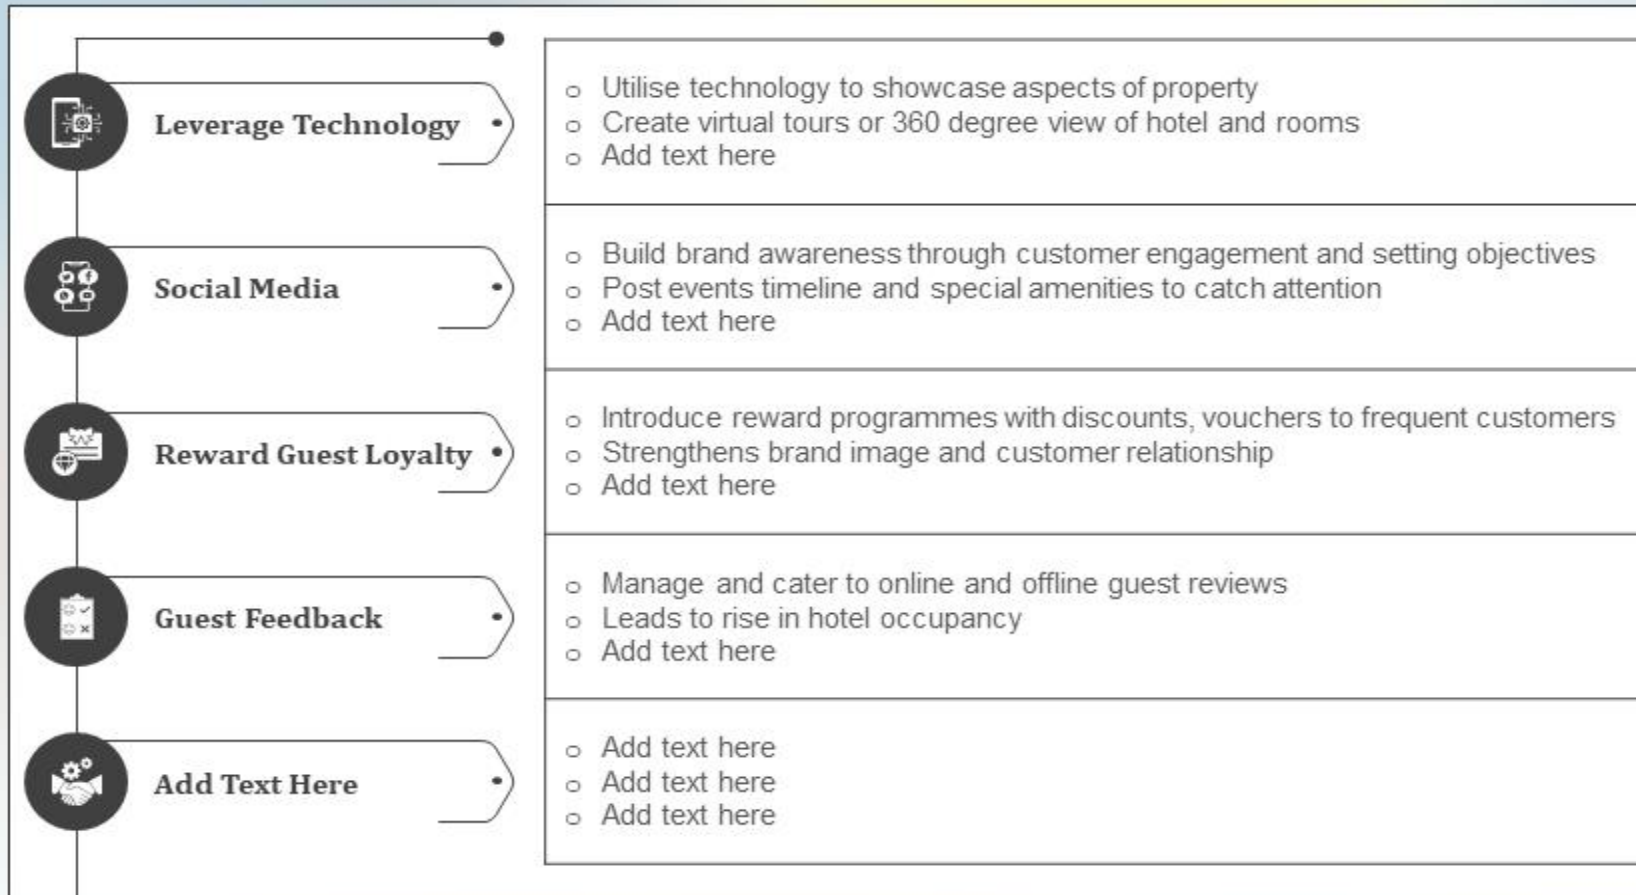 Leverage Technology
o Utilise technology to showcase aspects of property
o Create virtual tours or 360 degree view of hotel and rooms
o Add text here
Social Media
o Build brand awareness through customer engagement and setting objectives
o Post events timeline and special amenities to catch attention
o Add text here
Reward Guest Loyalty
o Introduce reward programmes with discounts, vouchers to frequent customers
o Strengthens brand image and customer relationship
o Add text here
Guest Feedback
o Manage and cater to online and offline guest reviews
o Leads to rise in hotel occupancy
o Add text here
Add Text Here
o Add text here
o Add text here
o Add text here